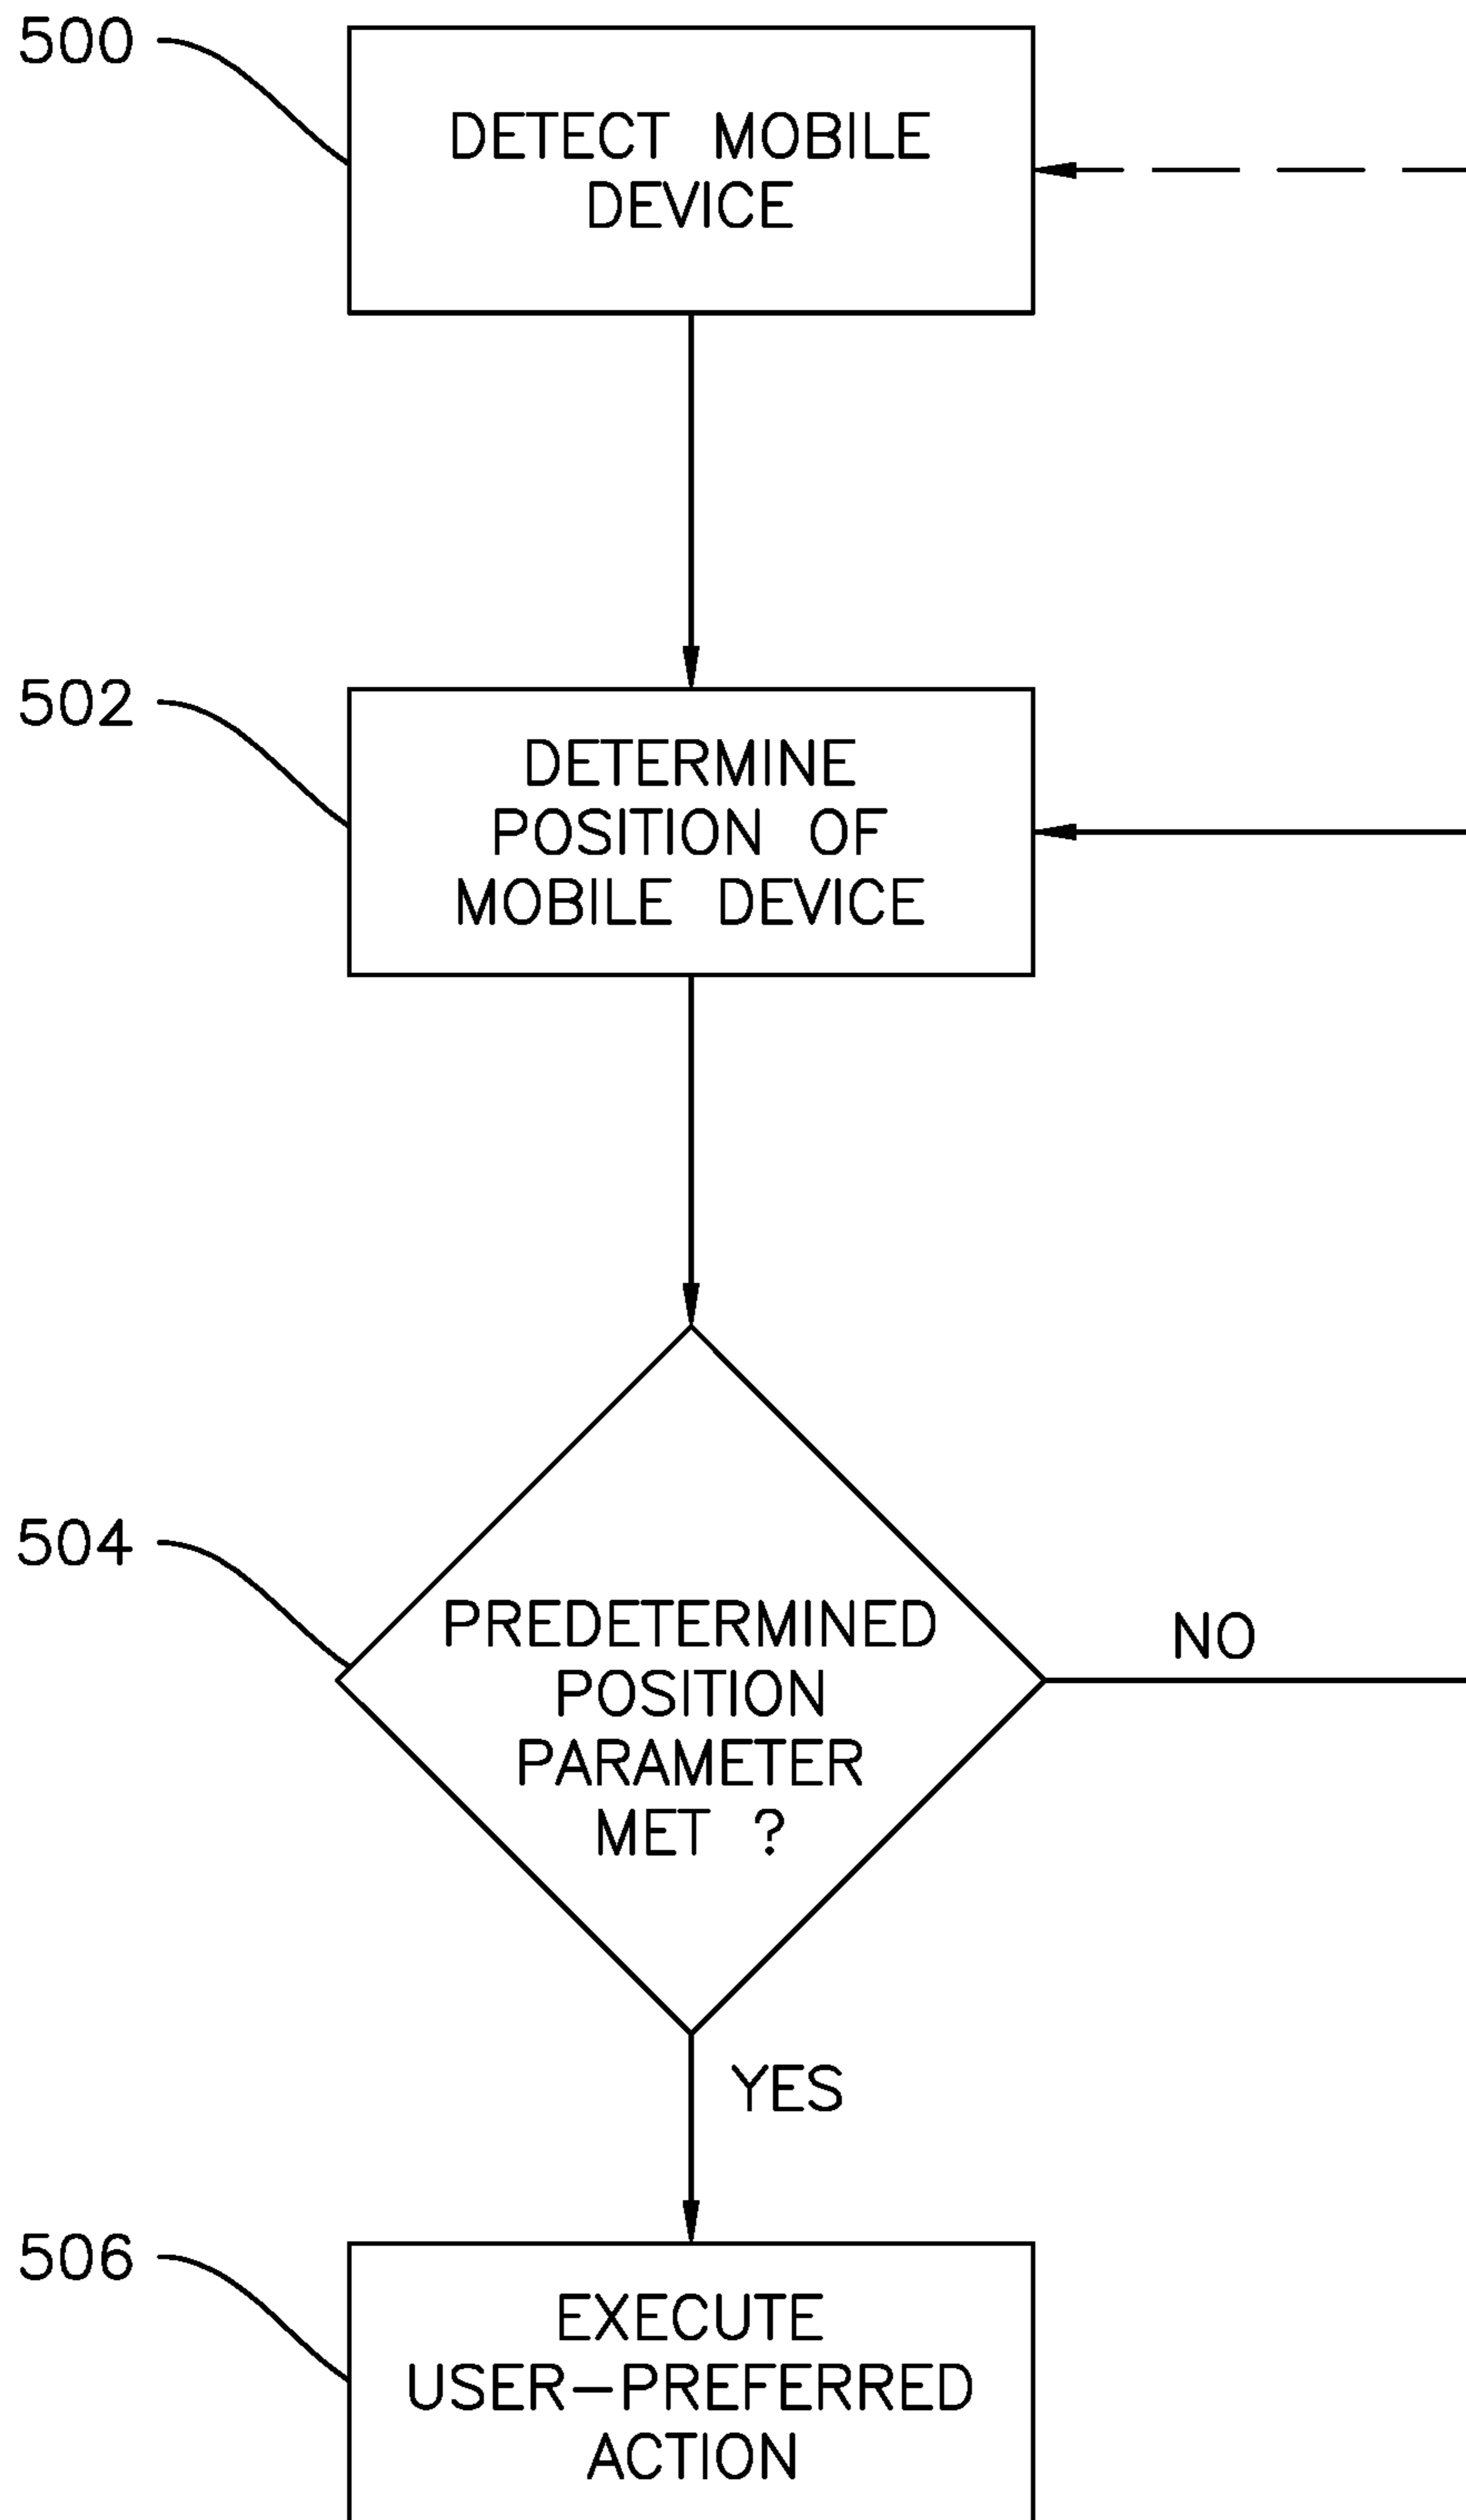 500
DETECT MOBILE
DEVICE
502
DETERMINE
POSITION OF
MOBILE DEVICE
504
PREDETERMINED
POSITION
PARAMETER
MET ?
NO
YES
506
EXECUTE
USER-PREFERRED
ACTION